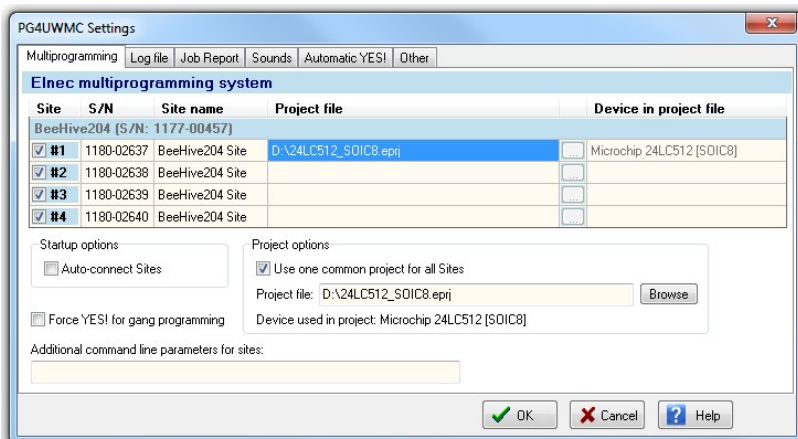 PG4UWMC Settings
Multiprogramming Log file Job Report Sounds Automatic YES! Other
Elnec multiprogramming system
Site S/N Site name Project file Device in project file
BeeHive204 (S/N: 1177-00457)
#1 1180-02637 BeeHive204 Site D:\24LC512_SOIC8.eprj ... Microchip 24LC512 [SOIC8]
#2 1180-02638 BeeHive204 Site ...
#3 1180-02639 BeeHive204 Site ...
#4 1180-02640 BeeHive204 Site ...
Startup options Project options
Auto-connect Sites Use one common project for all Sites
Project file: D:\24LC512_SOIC8.eprj Browse
Force YES! for gang programming Device used in project: Microchip 24LC512 [SOIC8]
Additional command line parameters for sites:
OK Cancel Help